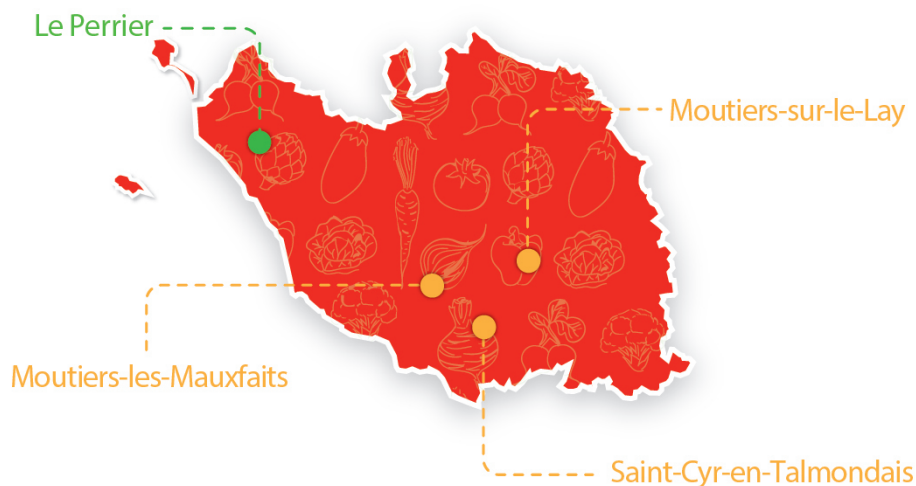 Le Perrier
Moutiers-sur-le-Lay
Moutiers-les-Mauxfaits
Saint-Cyr-en-Talmondais